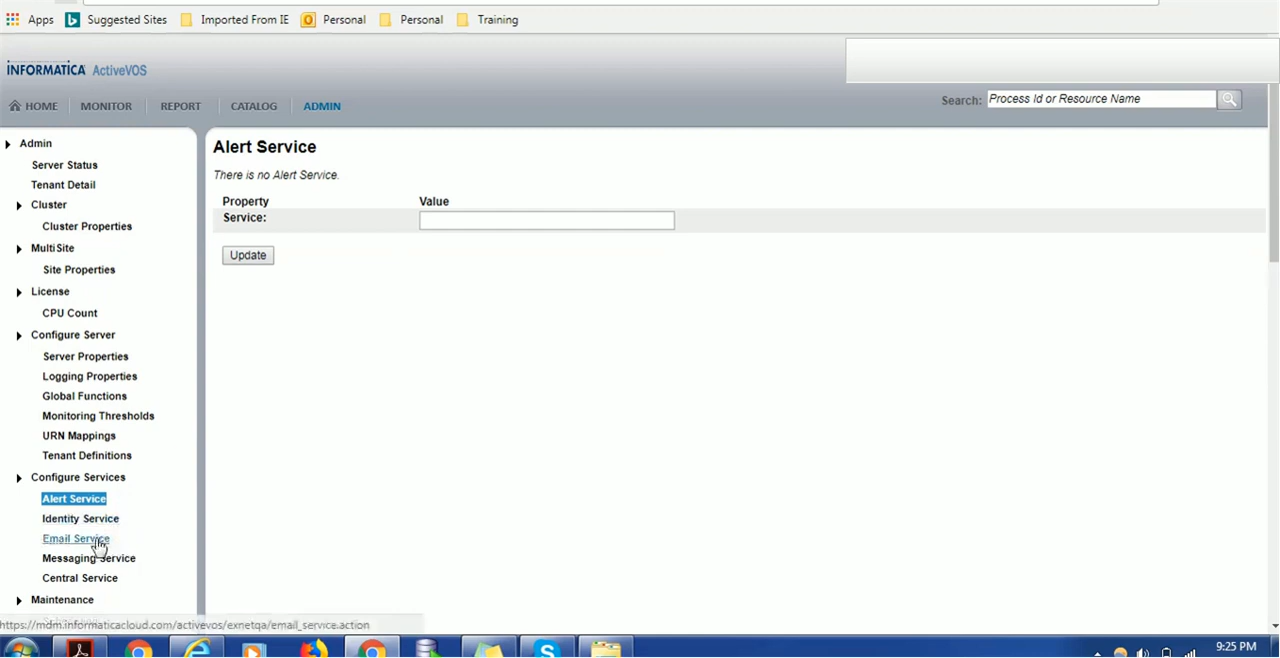 Apps Suggested Sites Imported From IE Personal Personal Training
INFORMATICA ActiveVOS
HOME MONITOR REPORT CATALOG ADMIN
Search: Process Id or Resource Name
Admin
Server Status
Tenant Detail
Cluster
Cluster Properties
MultiSite
Site Properties
License
CPU Count
Configure Server
Server Properties
Logging Properties
Global Functions
Monitoring Thresholds
URN Mappings
Tenant Definitions
Configure Services
Alert Service
Identity Service
Email Service
Messaging Service
Central Service
Maintenance
Alert Service
There is no Alert Service.
Property Value
Service:
Update
https://mdm.informaticacloud.com/activevos/exnetqa/email_service.action
9:25 PM